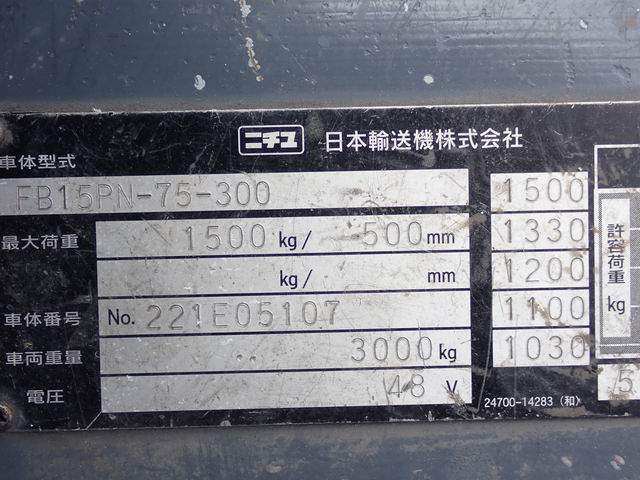 ニチユ 日本輸送機株式会社
車体型式
FB15PN-75-300
最大荷重 1500 kg/ 500 mm
kg/ mm
車体番号 No. 221E05107
車両重量 3000 kg
電圧 48 V
1500
1330
1200
1100
1030
許容荷重 kg
5
24700-14283 (和)